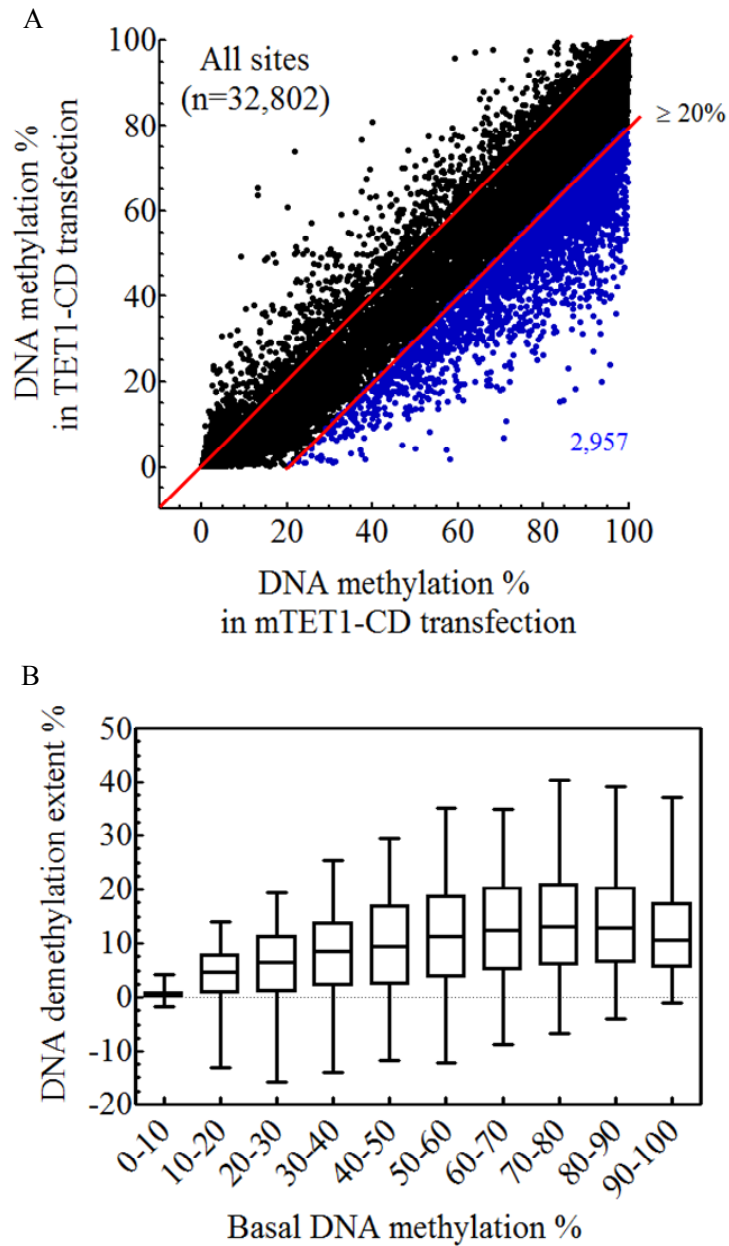 A
100
80
60
40
20
0
DNA methylation %
in TET1-CD transfection
All sites
(n=32,802)
≥ 20%
2,957
0 20 40 60 80 100
DNA methylation %
in mTET1-CD transfection
B
50
40
30
20
10
0
-10
-20
DNA demethylation extent %
0-10 10-20 20-30 30-40 40-50 50-60 60-70 70-80 80-90 90-100
Basal DNA methylation %